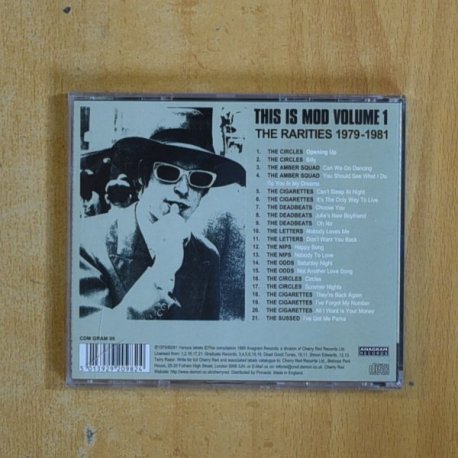 THIS IS MOD VOLUME 1
THE RARITIES 1979-1981
1. THE CIRCLES Opening Up
2. THE CIRCLES Billy
3. THE AMBER SQUAD Can We Go Dancing
4. THE AMBER SQUAD You Should See What I Do
To You In My Dreams
5. THE CIGARETTES Can't Sleep At Night
6. THE CIGARETTES It's The Only Way To Live
7. THE DEADBEATS Choose You
8. THE DEADBEATS Julie's New Boyfriend
9. THE DEADBEATS Oh No
10. THE LETTERS Nobody Loves Me
11. THE LETTERS Don't Want You Back
12. THE NIPS Happy Song
13. THE NIPS Nobody To Love
14. THE ODDS Saturday Night
15. THE ODDS Not Another Love Song
16. THE CIRCLES Circles
17. THE CIRCLES Summer Nights
18. THE CIGARETTES They're Back Again
19. THE CIGARETTES I've Forgot My Number
20. THE CIGARETTES All I Want Is Your Money
21. THE SUSSED I've Got Me Parka
CDM GRAM 98
5 013929 209824
ANAGRAM
RECORDS